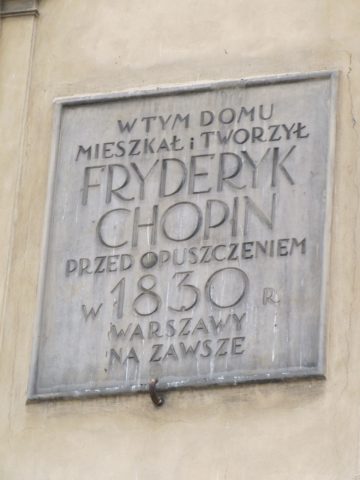 W TYM DOMU
MIESZKAŁ i TWORZYŁ
FRYDERYK
CHOPIN
PRZED OPUSZCZENIEM
W 1830 R.
WARSZAWY
NA ZAWSZE